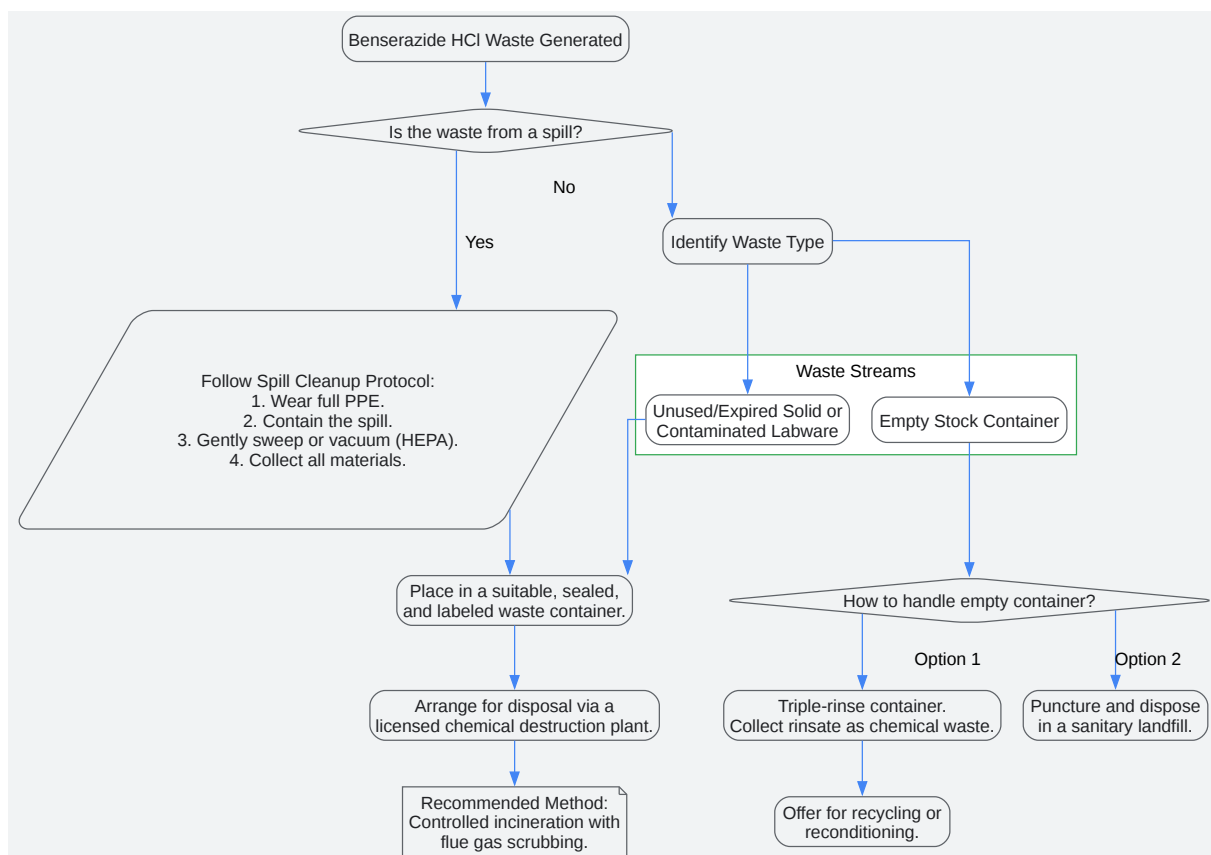 Benserazide HCl Waste Generated
Is the waste from a spill?
No
Yes
Identify Waste Type
Follow Spill Cleanup Protocol:
1. Wear full PPE.
2. Contain the spill.
3. Gently sweep or vacuum (HEPA).
4. Collect all materials.
Waste Streams
Unused/Expired Solid or
Contaminated Labware
Empty Stock Container
Place in a suitable, sealed,
and labeled waste container.
How to handle empty container?
Option 1
Option 2
Arrange for disposal via a
licensed chemical destruction plant.
Triple-rinse container.
Collect rinsate as chemical waste.
Puncture and dispose
in a sanitary landfill.
Recommended Method:
Controlled incineration with
flue gas scrubbing.
Offer for recycling or
reconditioning.